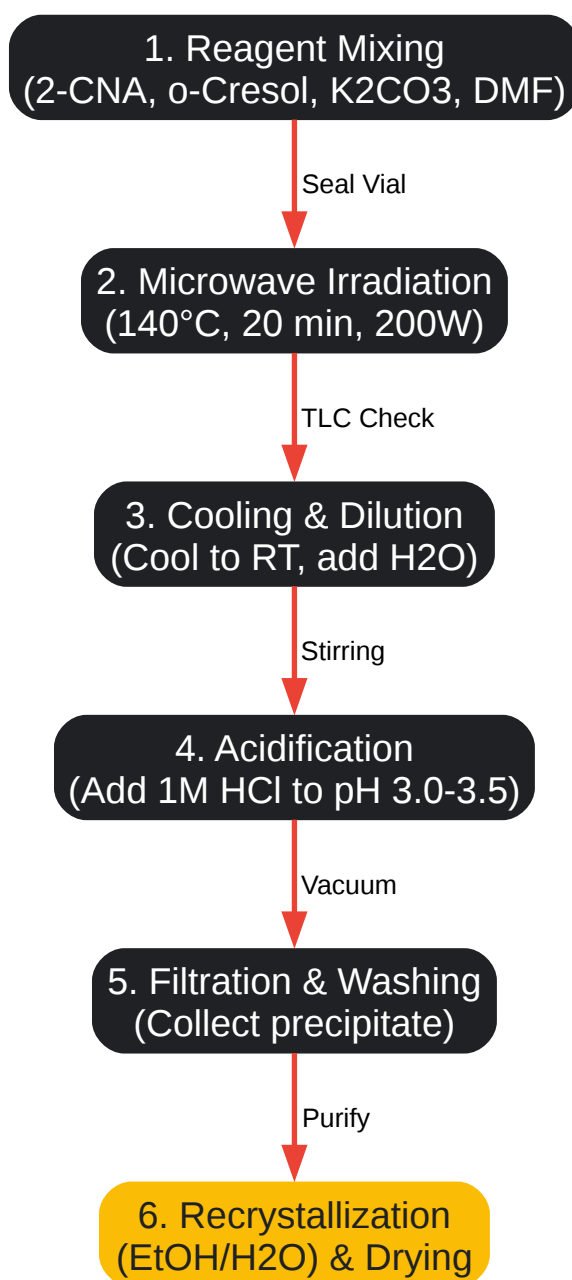 1. Reagent Mixing
(2-CNA, o-Cresol, K2CO3, DMF)
Seal Vial
2. Microwave Irradiation
(140°C, 20 min, 200W)
TLC Check
3. Cooling & Dilution
(Cool to RT, add H2O)
Stirring
4. Acidification
(Add 1M HCl to pH 3.0-3.5)
Vacuum
5. Filtration & Washing
(Collect precipitate)
Purify
6. Recrystallization
(EtOH/H2O) & Drying